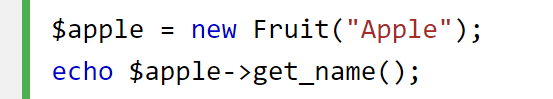 $apple = new Fruit("Apple");
echo $apple->get_name();